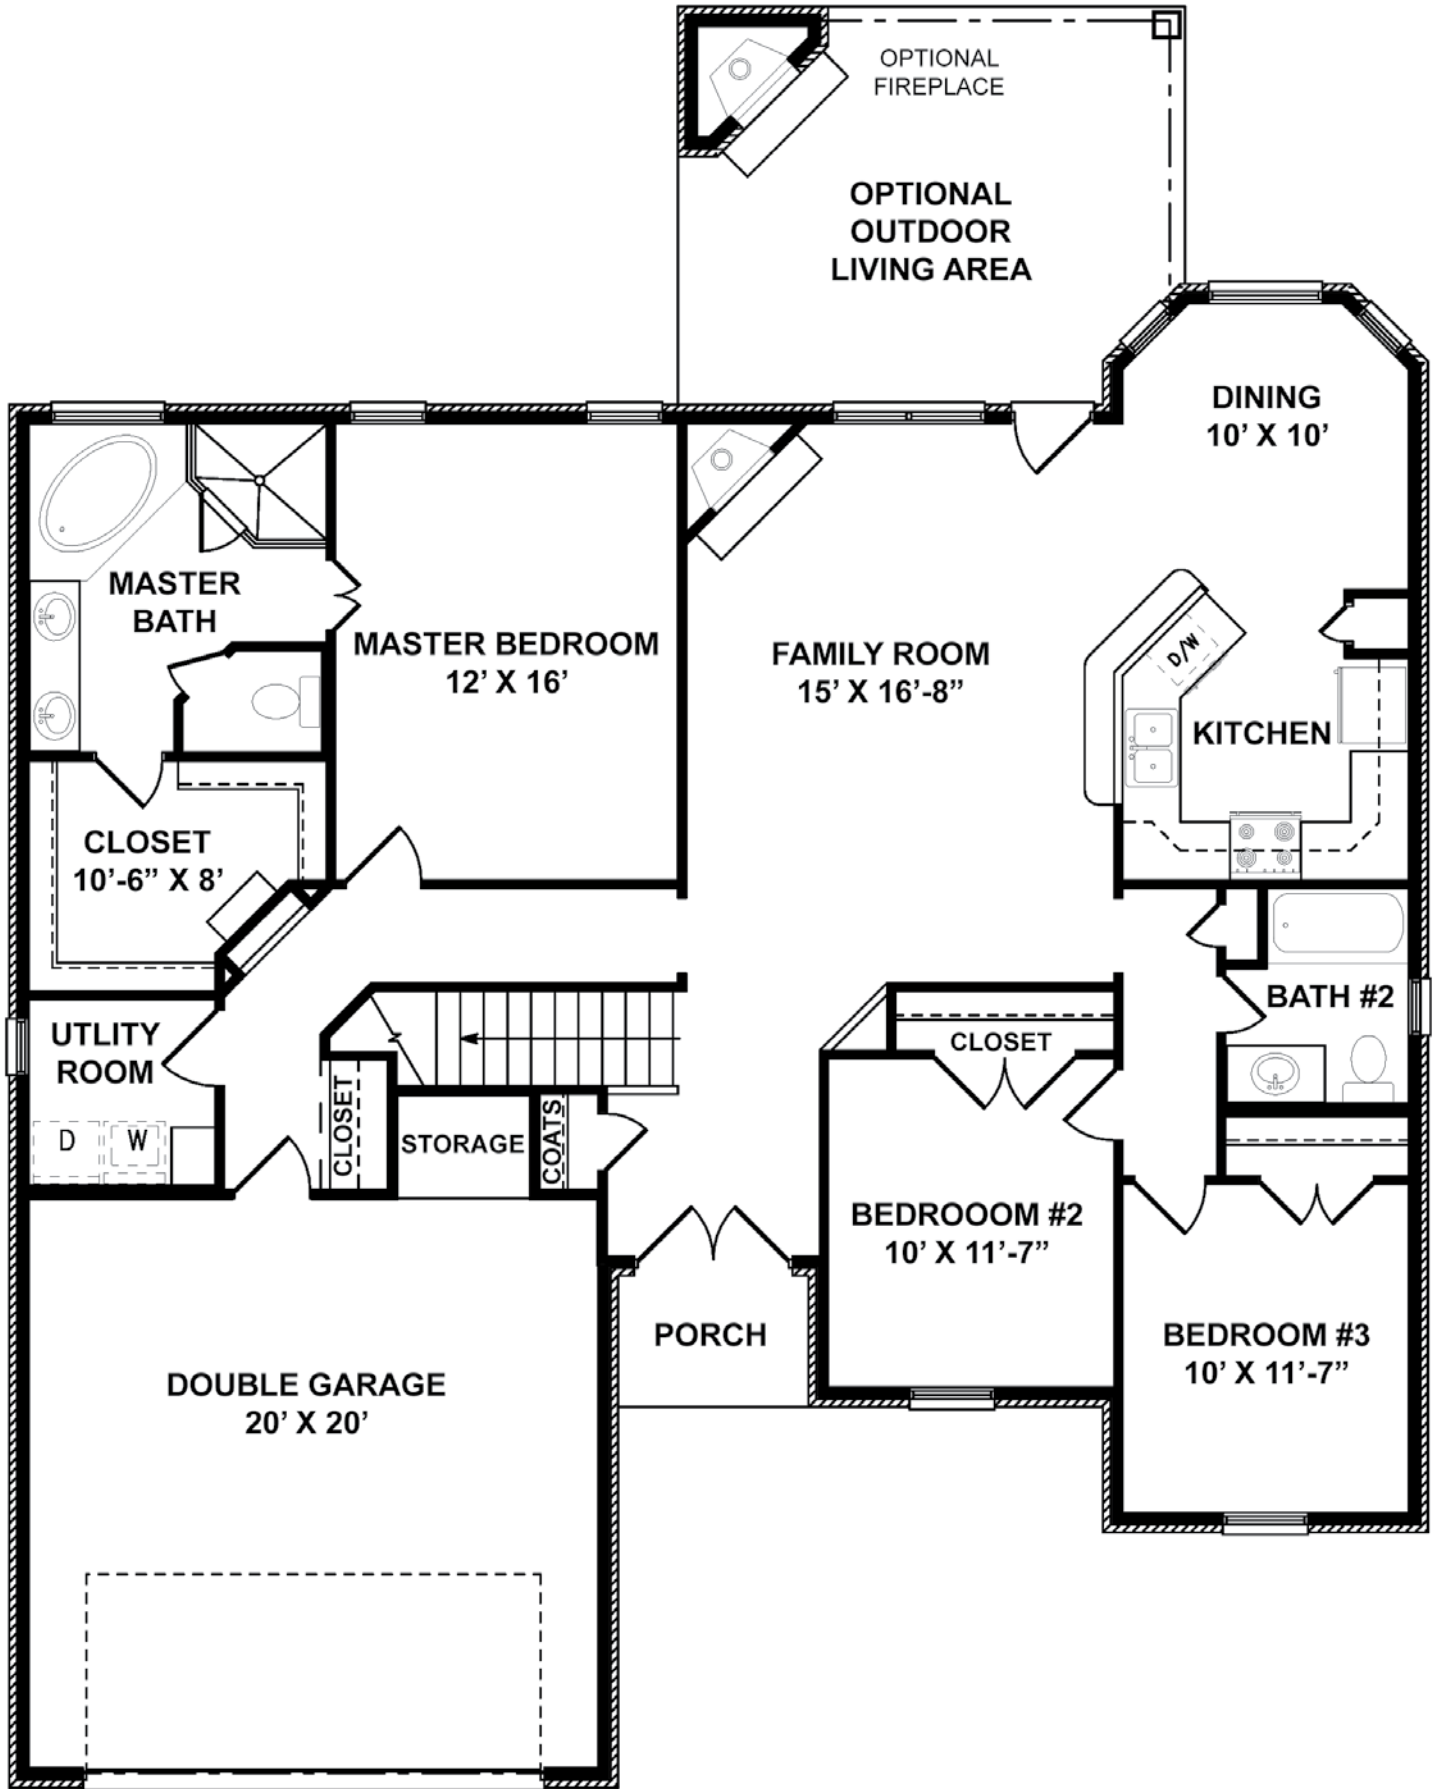 OPTIONAL
FIREPLACE
OPTIONAL
OUTDOOR
LIVING AREA
DINING
10’ X 10’
MASTER
BATH
MASTER BEDROOM
12’ X 16’
FAMILY ROOM
15’ X 16’-8”
D/W
KITCHEN
CLOSET
10’-6” X 8’
UTLITY
ROOM
D
W
CLOSET
STORAGE
COATS
CLOSET
BATH #2
BEDROOOM #2
10’ X 11’-7”
PORCH
BEDROOM #3
10’ X 11’-7”
DOUBLE GARAGE
20’ X 20’